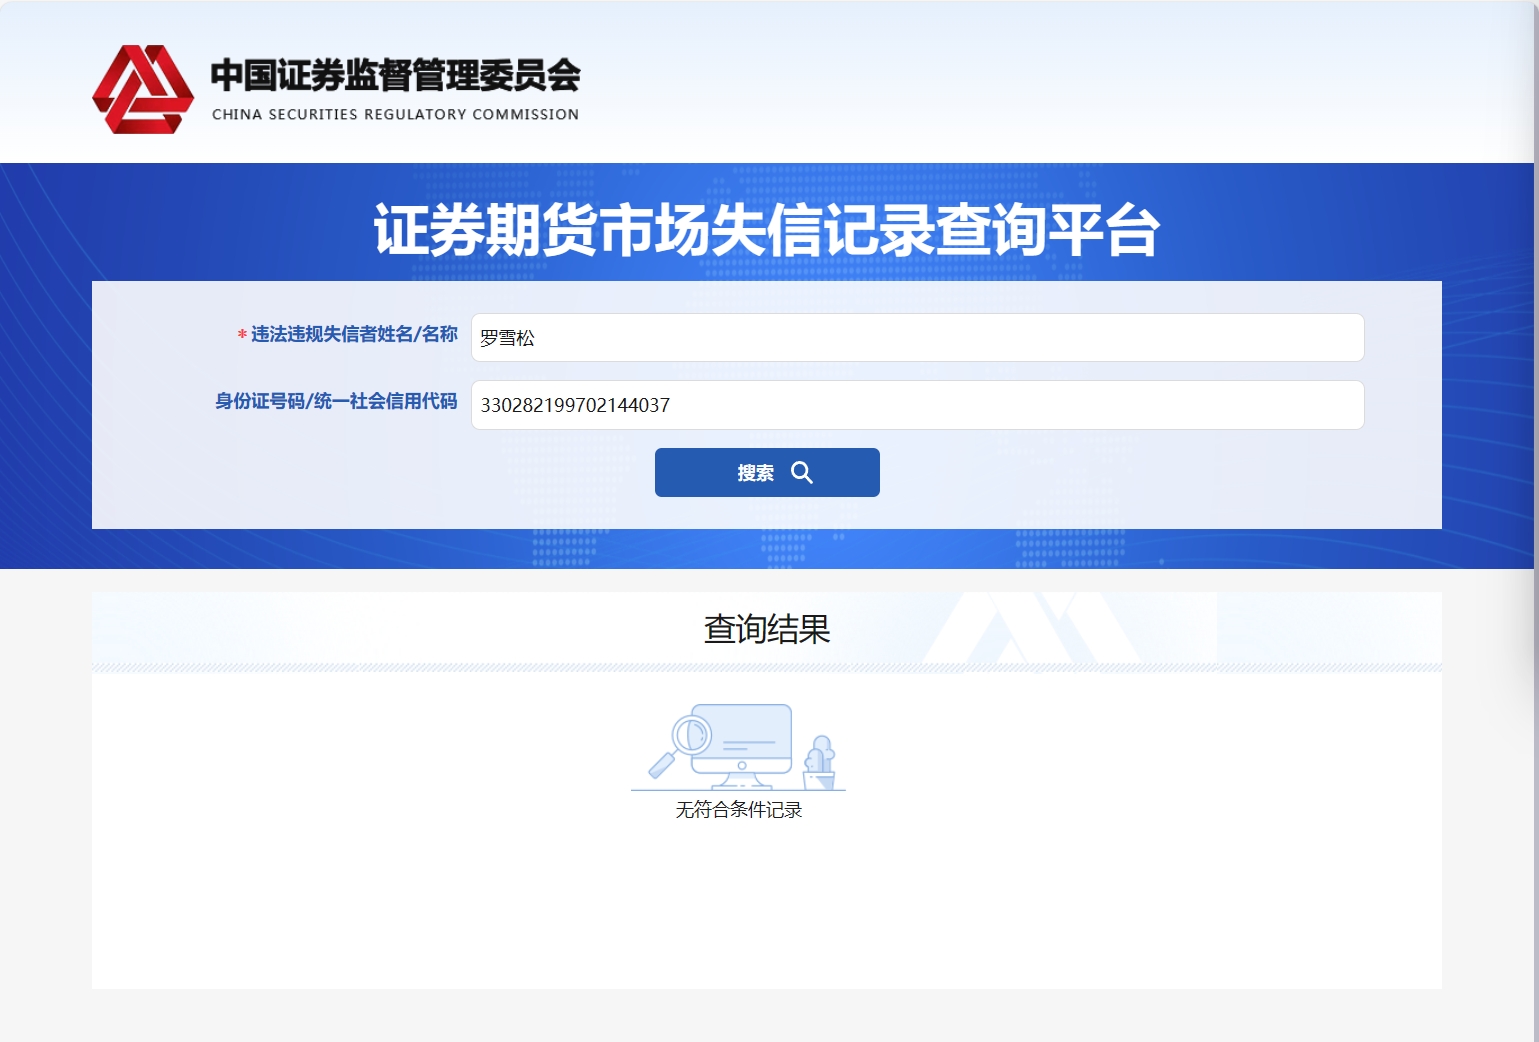 中国证券监督管理委员会
CHINA SECURITIES REGULATORY COMMISSION
证券期货市场失信记录查询平台
* 违法违规失信者姓名/名称 罗雪松
身份证号码/统一社会信用代码 330282199702144037
搜索
查询结果
无符合条件记录